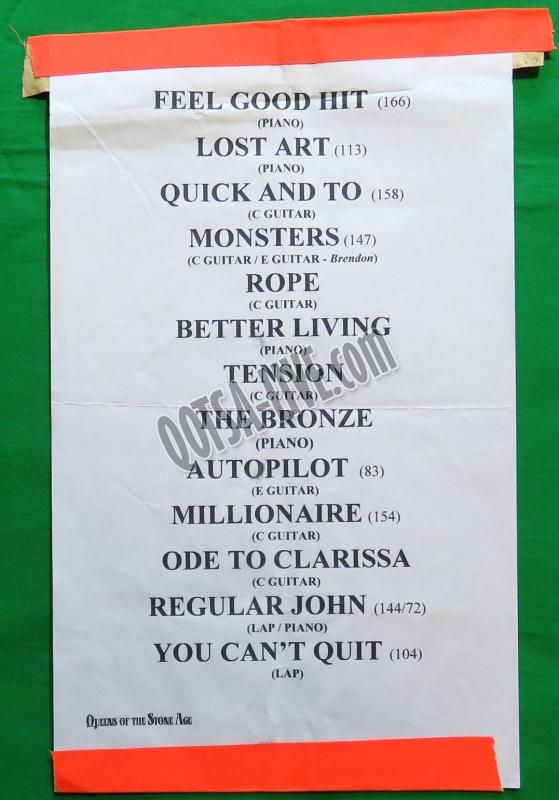 FEEL GOOD HIT (166)
(PIANO)
LOST ART (113)
(PIANO)
QUICK AND TO (158)
(C GUITAR)
MONSTERS (147)
(C GUITAR / E GUITAR - Brendon)
ROPE
(C GUITAR)
BETTER LIVING
(PIANO)
TENSION
(C GUITAR)
THE BRONZE
(PIANO)
AUTOPILOT (83)
(E GUITAR)
MILLIONAIRE (154)
(C GUITAR)
ODE TO CLARISSA
(C GUITAR)
REGULAR JOHN (144/72)
(LAP / PIANO)
YOU CAN'T QUIT (104)
(LAP)
QUEENS OF THE STONE AGE
QOTSA-LIVE.com